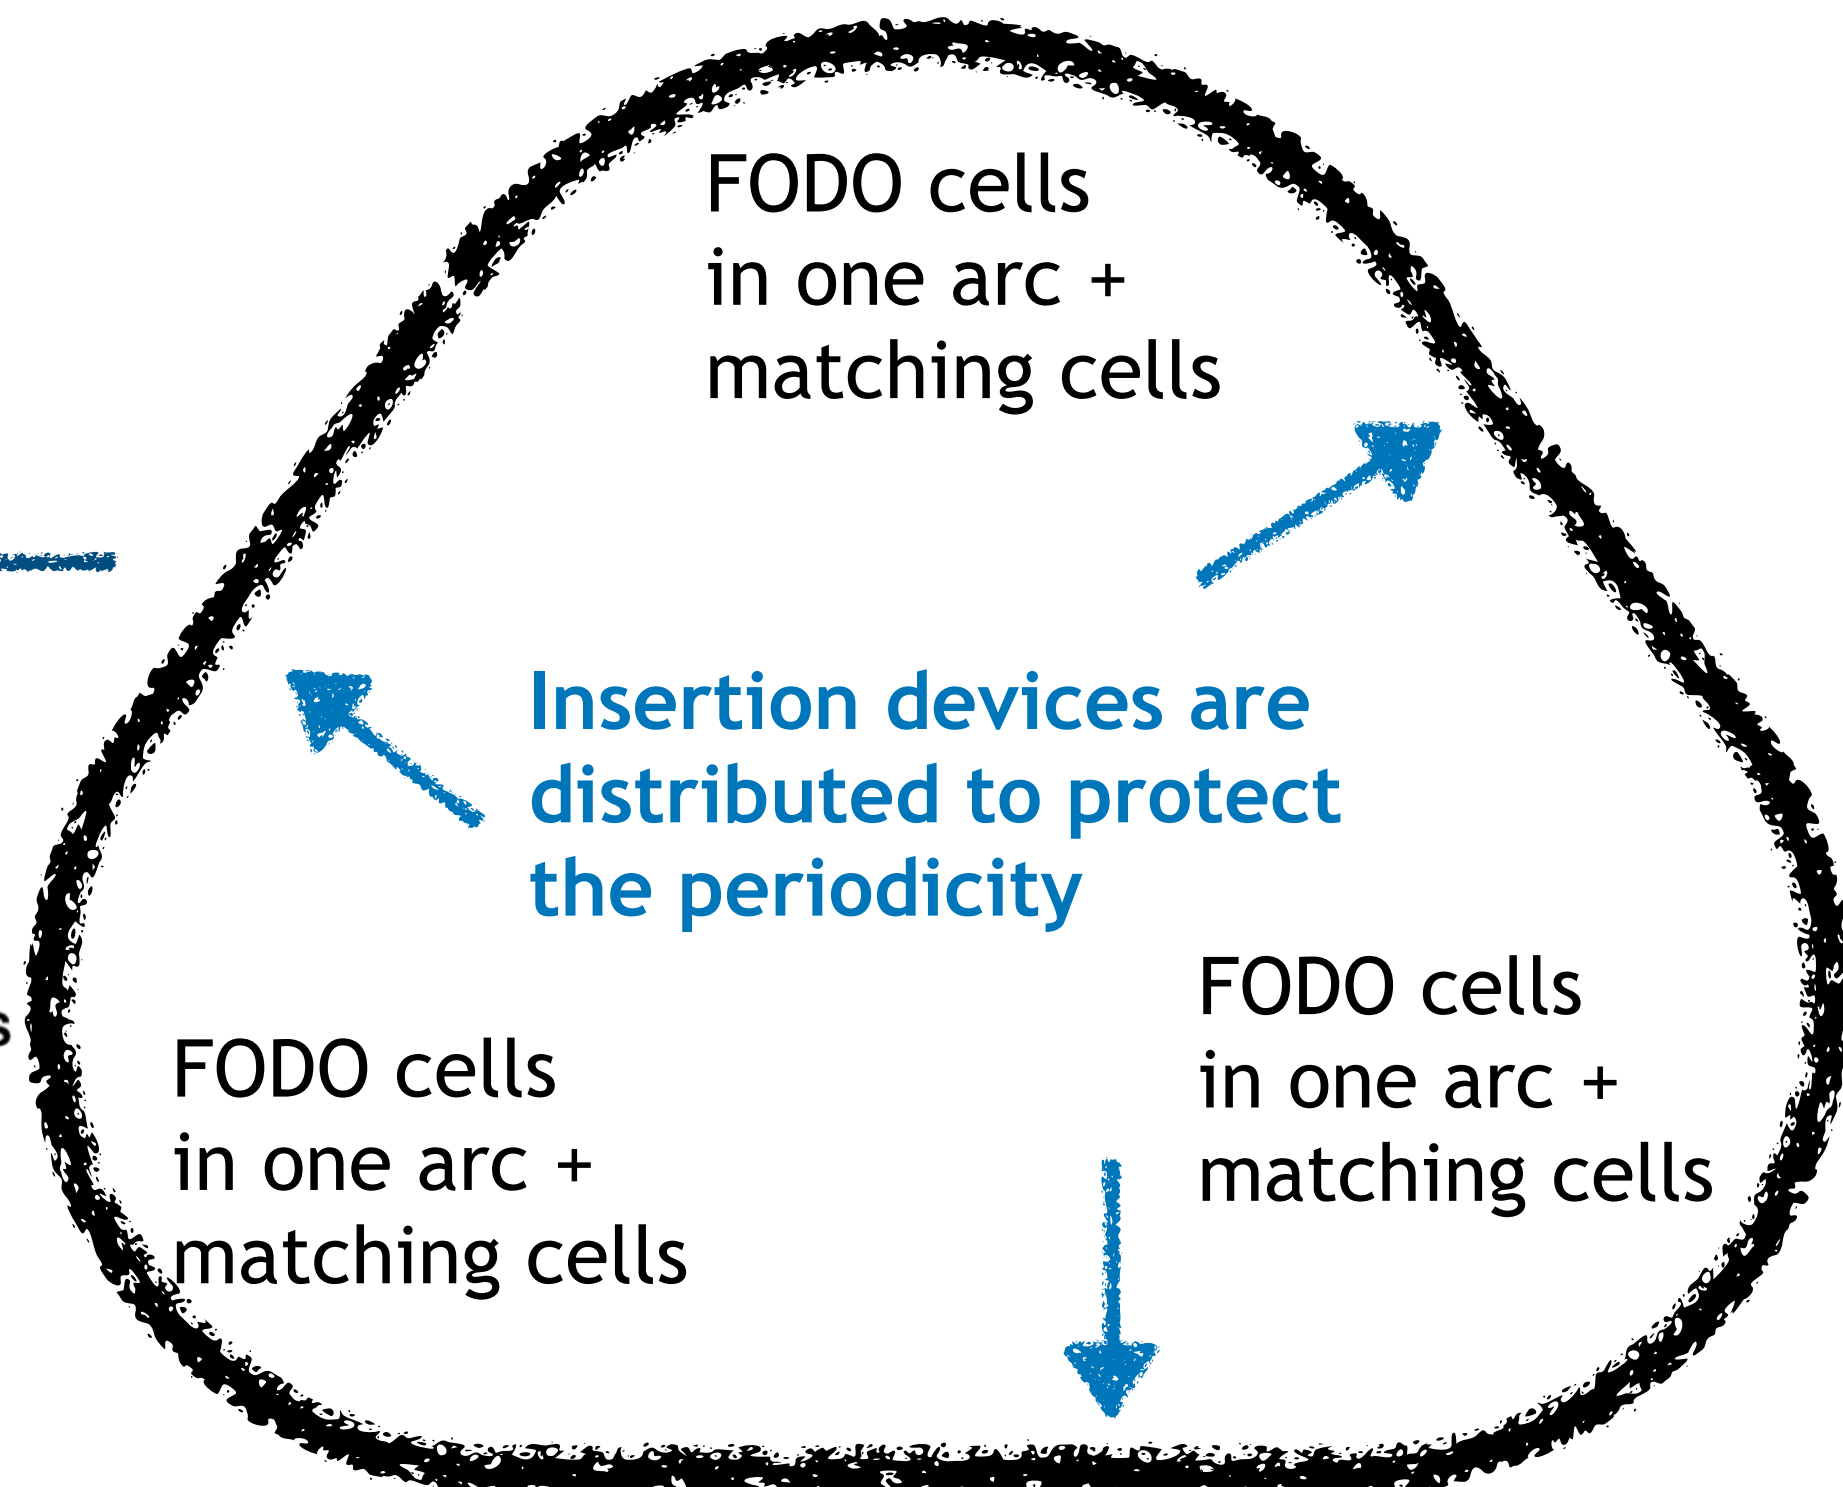 FODO cells
in one arc +
matching cells
Insertion devices are
distributed to protect
the periodicity
FODO cells
in one arc +
matching cells
FODO cells
in one arc +
matching cells